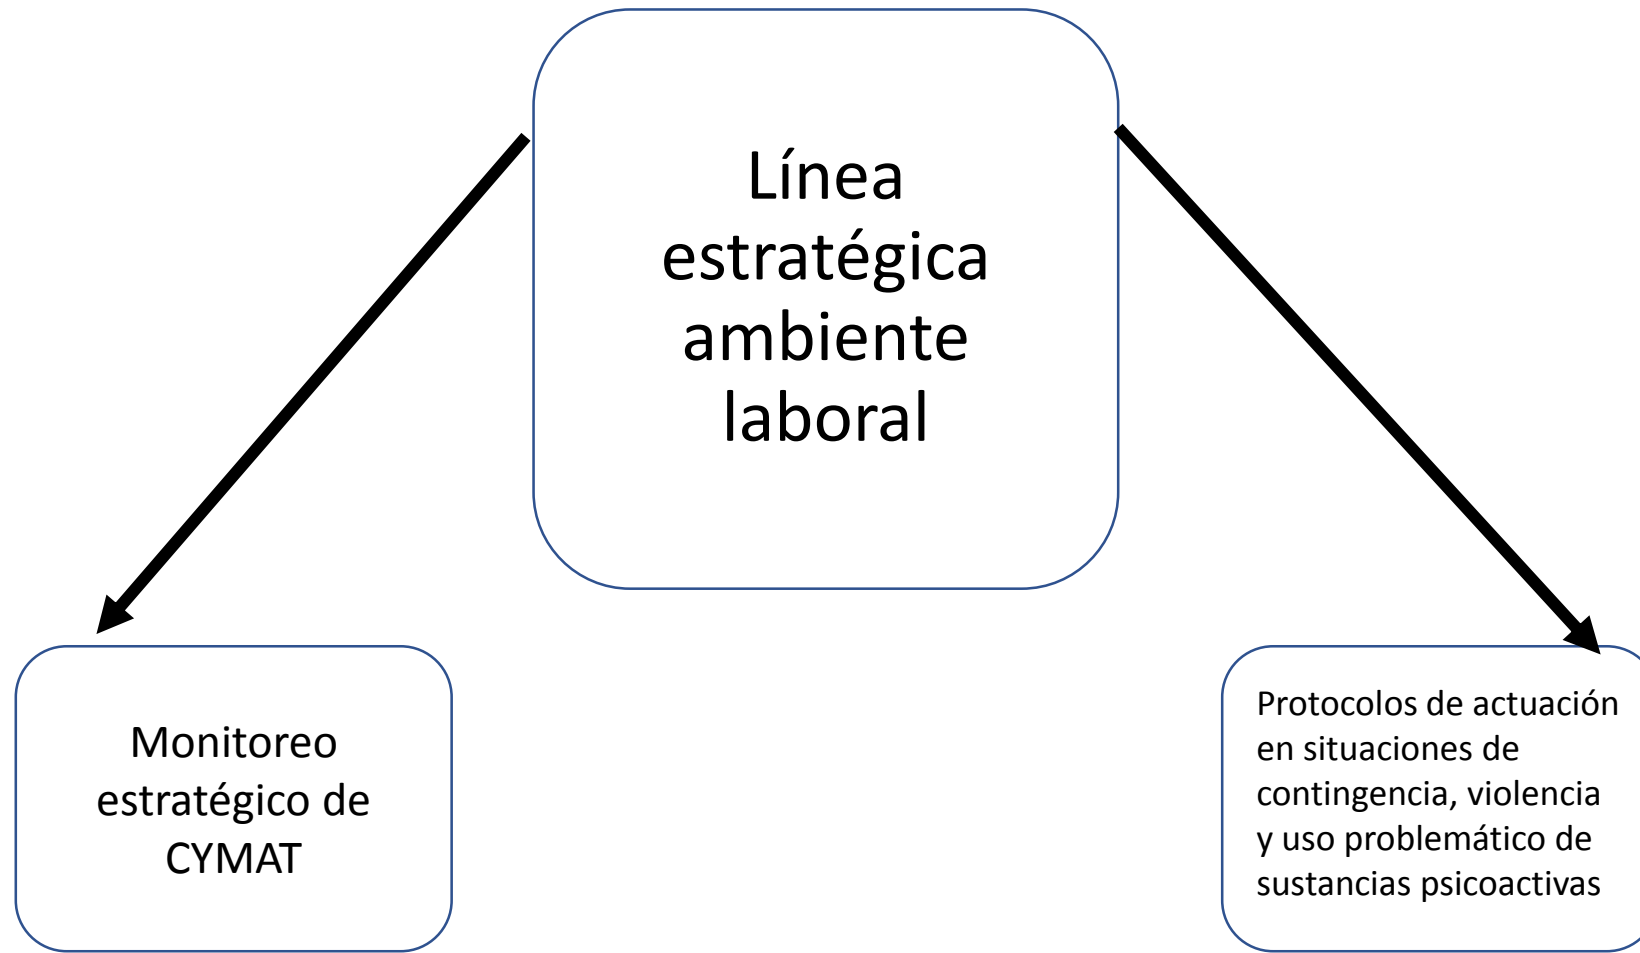 Línea
estratégica
ambiente
laboral
Monitoreo
estratégico de
CYMAT
Protocolos de actuación
en situaciones de
contingencia, violencia
y uso problemático de
sustancias psicoactivas